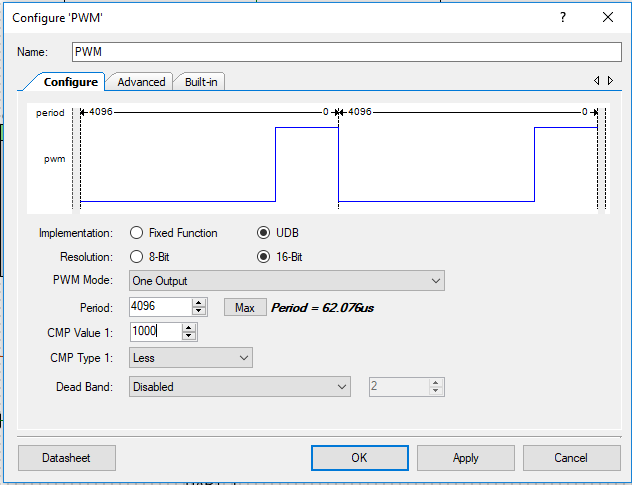 Configure 'PWM'
Name: PWM
Configure Advanced Built-in
period 4096 0 4096 0
pwm
Implementation: Fixed Function UDB
Resolution: 8-Bit 16-Bit
PWM Mode: One Output
Period: 4096 Max Period = 62.076us
CMP Value 1: 1000
CMP Type 1: Less
Dead Band: Disabled 2
Datasheet OK Apply Cancel